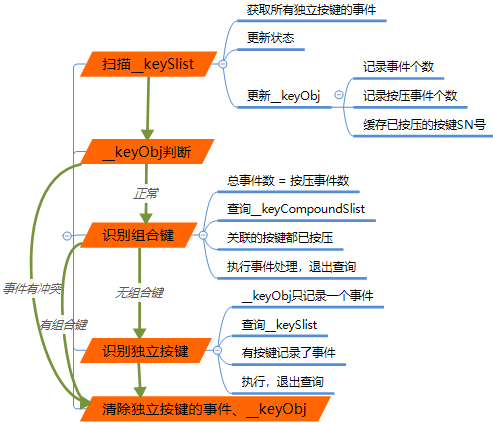 获取所有独立按键的事件
更新状态
扫描__keySlist
更新__keyObj
记录事件个数
记录按压事件个数
缓存已按压的按键SN号
__keyObj判断
正常
总事件数 = 按压事件数
查询__keyCompoundSlist
识别组合键
关联的按键都已按压
执行事件处理，退出查询
事件有冲突
无组合键
有组合键
__keyObj只记录一个事件
查询__keySlist
识别独立按键
有按键记录了事件
执行，退出查询
清除独立按键的事件、__keyObj